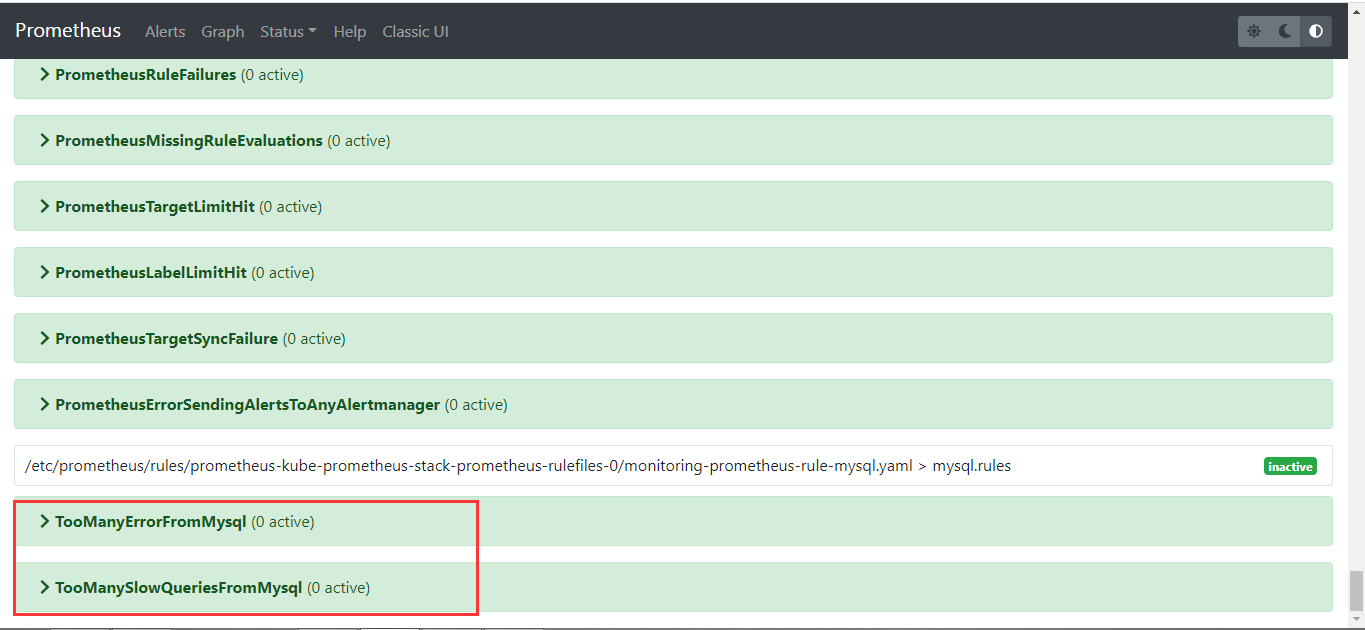 Prometheus Alerts Graph Status Help Classic UI
PrometheusRuleFailures (0 active)
PrometheusMissingRuleEvaluations (0 active)
PrometheusTargetLimitHit (0 active)
PrometheusLabelLimitHit (0 active)
PrometheusTargetSyncFailure (0 active)
PrometheusErrorSendingAlertsToAnyAlertmanager (0 active)
/etc/prometheus/rules/prometheus-kube-prometheus-stack-prometheus-rulefiles-0/monitoring-prometheus-rule-mysql.yaml > mysql.rules inactive
TooManyErrorFromMysql (0 active)
TooManySlowQueriesFromMysql (0 active)